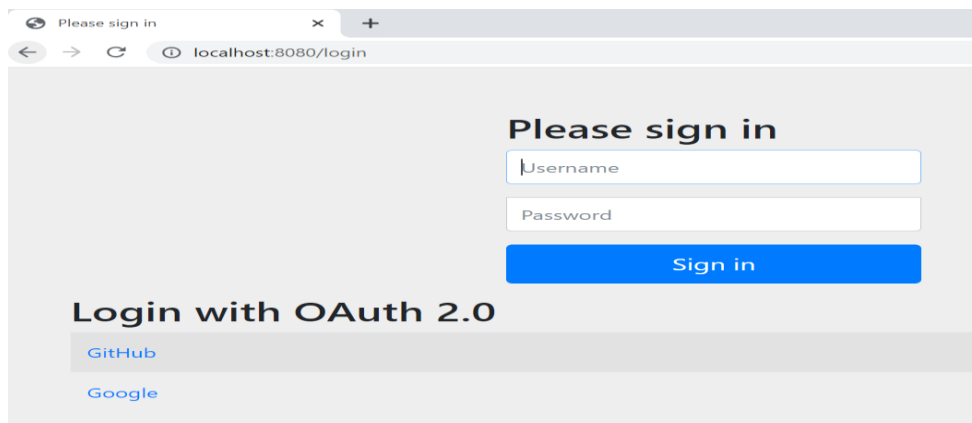 Please sign in
localhost:8080/login
Please sign in
Username
Password
Sign in
Login with OAuth 2.0
GitHub
Google